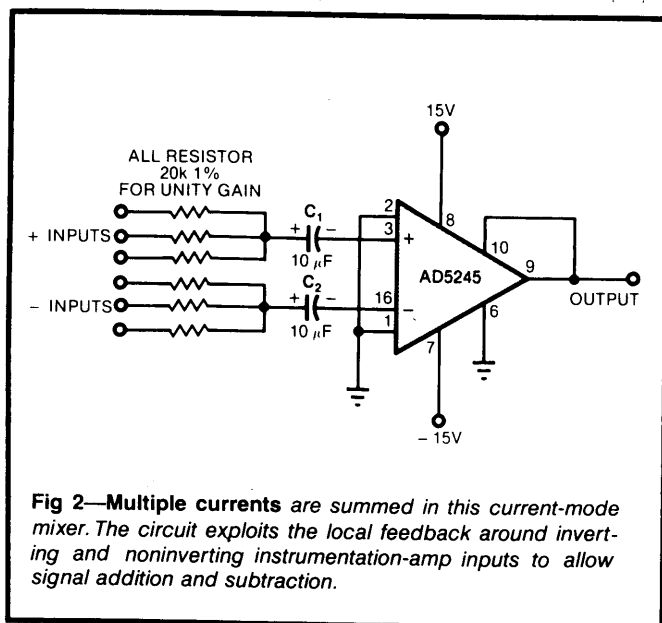 15V
ALL RESISTOR
20k 1%
FOR UNITY GAIN
C1
2
8
+ -
3
10
+ INPUTS
+
10 µF
AD5245
9
C2
OUTPUT
- INPUTS
+ -
16
-
6
10 µF
1
7
- 15V
Fig 2—Multiple currents are summed in this current-mode
mixer. The circuit exploits the local feedback around invert-
ing and noninverting instrumentation-amp inputs to allow
signal addition and subtraction.